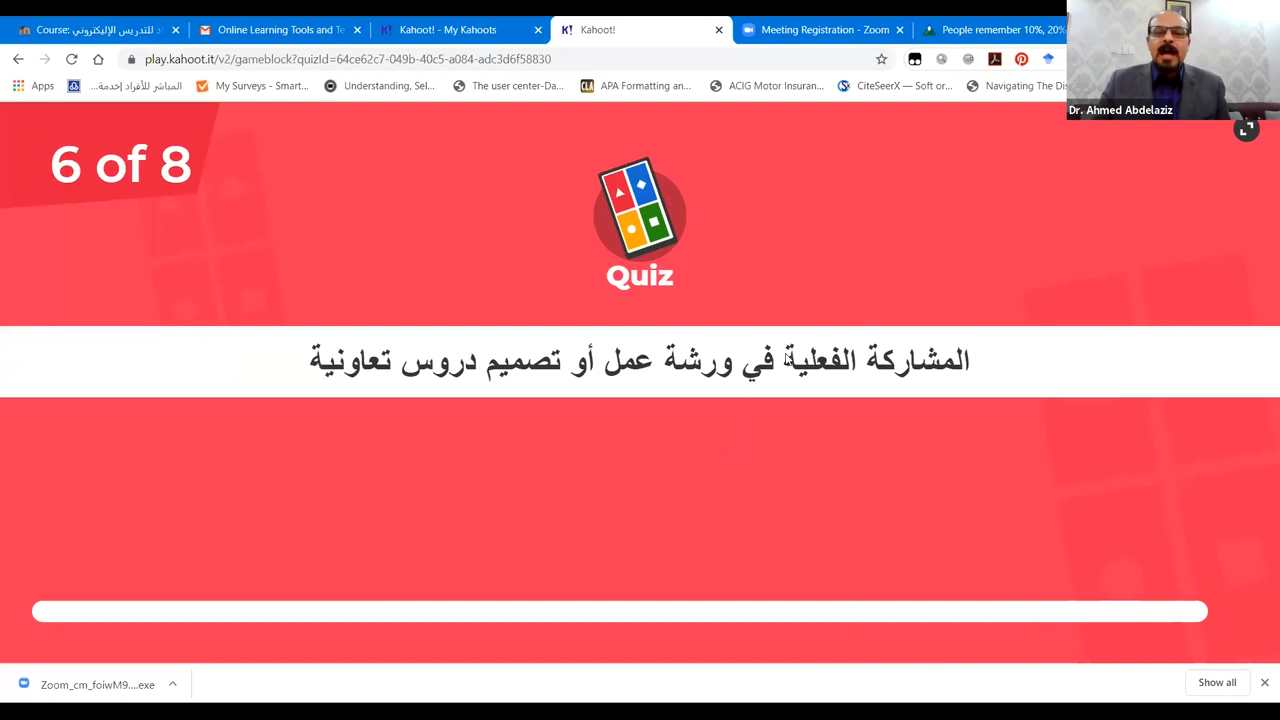 Course: ‎د للتدريس الإليكتروني
Online Learning Tools and Te
Kahoot! - My Kahoots
Kahoot!
Meeting Registration - Zoom
People remember 10%, 20%
play.kahoot.it/v2/gameblock?quizId=64ce62c7-049b-40c5-a084-adc3d6f58830
Apps
المباشر للأفراد |خدمة...
My Surveys - Smart...
Understanding, Sel...
The user center-Da...
APA Formatting an...
ACIG Motor Insuran...
CiteSeerX — Soft or...
Navigating The Dis
Dr. Ahmed Abdelaziz
6 of 8
Quiz
المشاركة الفعلية في ورشة عمل أو تصميم دروس تعاونية
Zoom_cm_foiwM9....exe
Show all